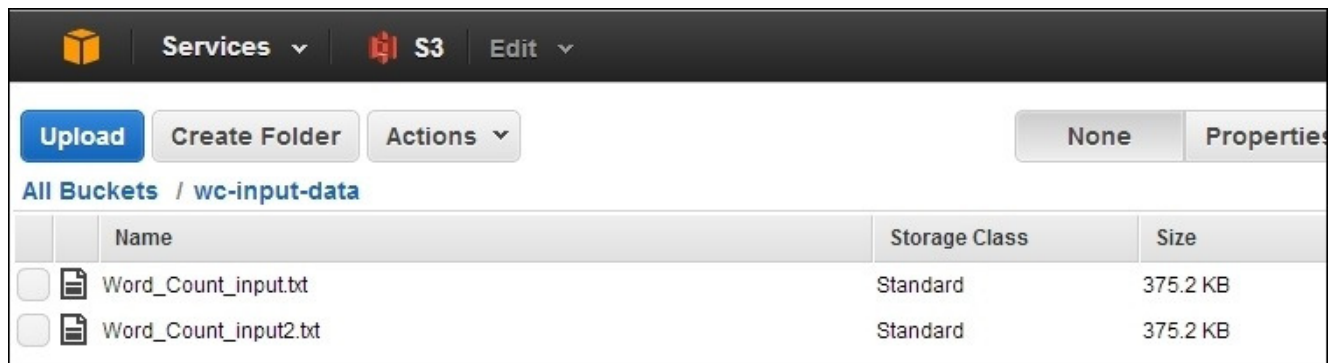 Services S3 Edit
Upload Create Folder Actions None Properties
All Buckets / wc-input-data
Name Storage Class Size
Word_Count_input.txt Standard 375.2 KB
Word_Count_input2.txt Standard 375.2 KB